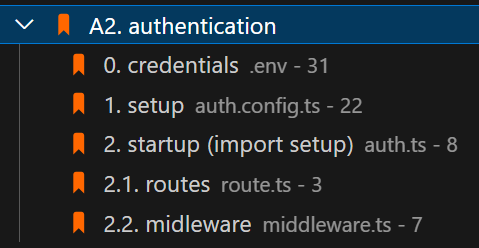 A2. authentication
0. credentials .env - 31
1. setup auth.config.ts - 22
2. startup (import setup) auth.ts - 8
2.1. routes route.ts - 3
2.2. midleware middleware.ts - 7